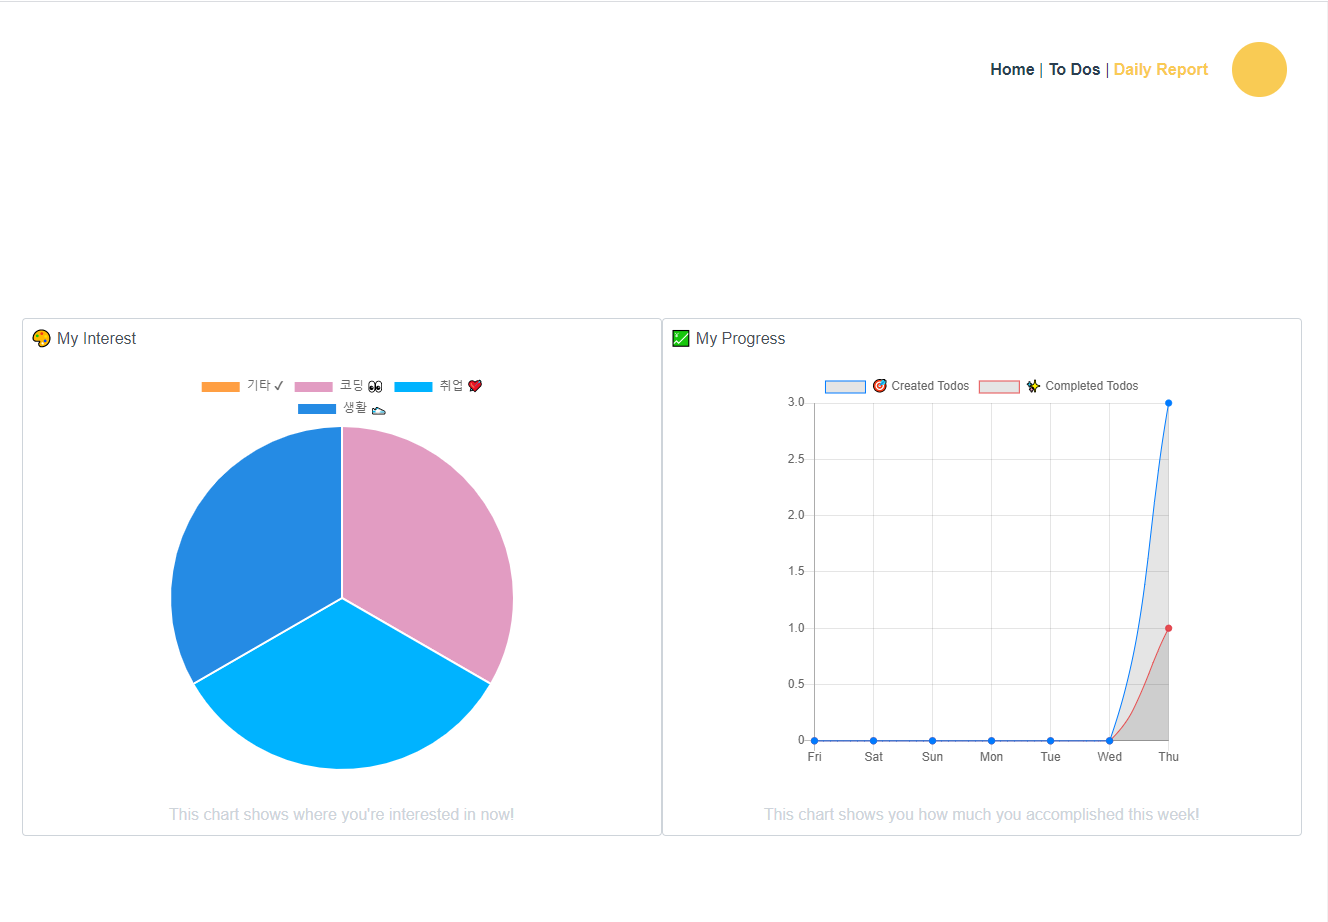 Home | To Dos | Daily Report
🎨 My Interest
기타 ✓ 코딩 👀 취업 💘
생활 👟
This chart shows where you're interested in now!
💹 My Progress
🎯 Created Todos ✨ Completed Todos
3.0
2.5
2.0
1.5
1.0
0.5
0
Fri Sat Sun Mon Tue Wed Thu
This chart shows you how much you accomplished this week!